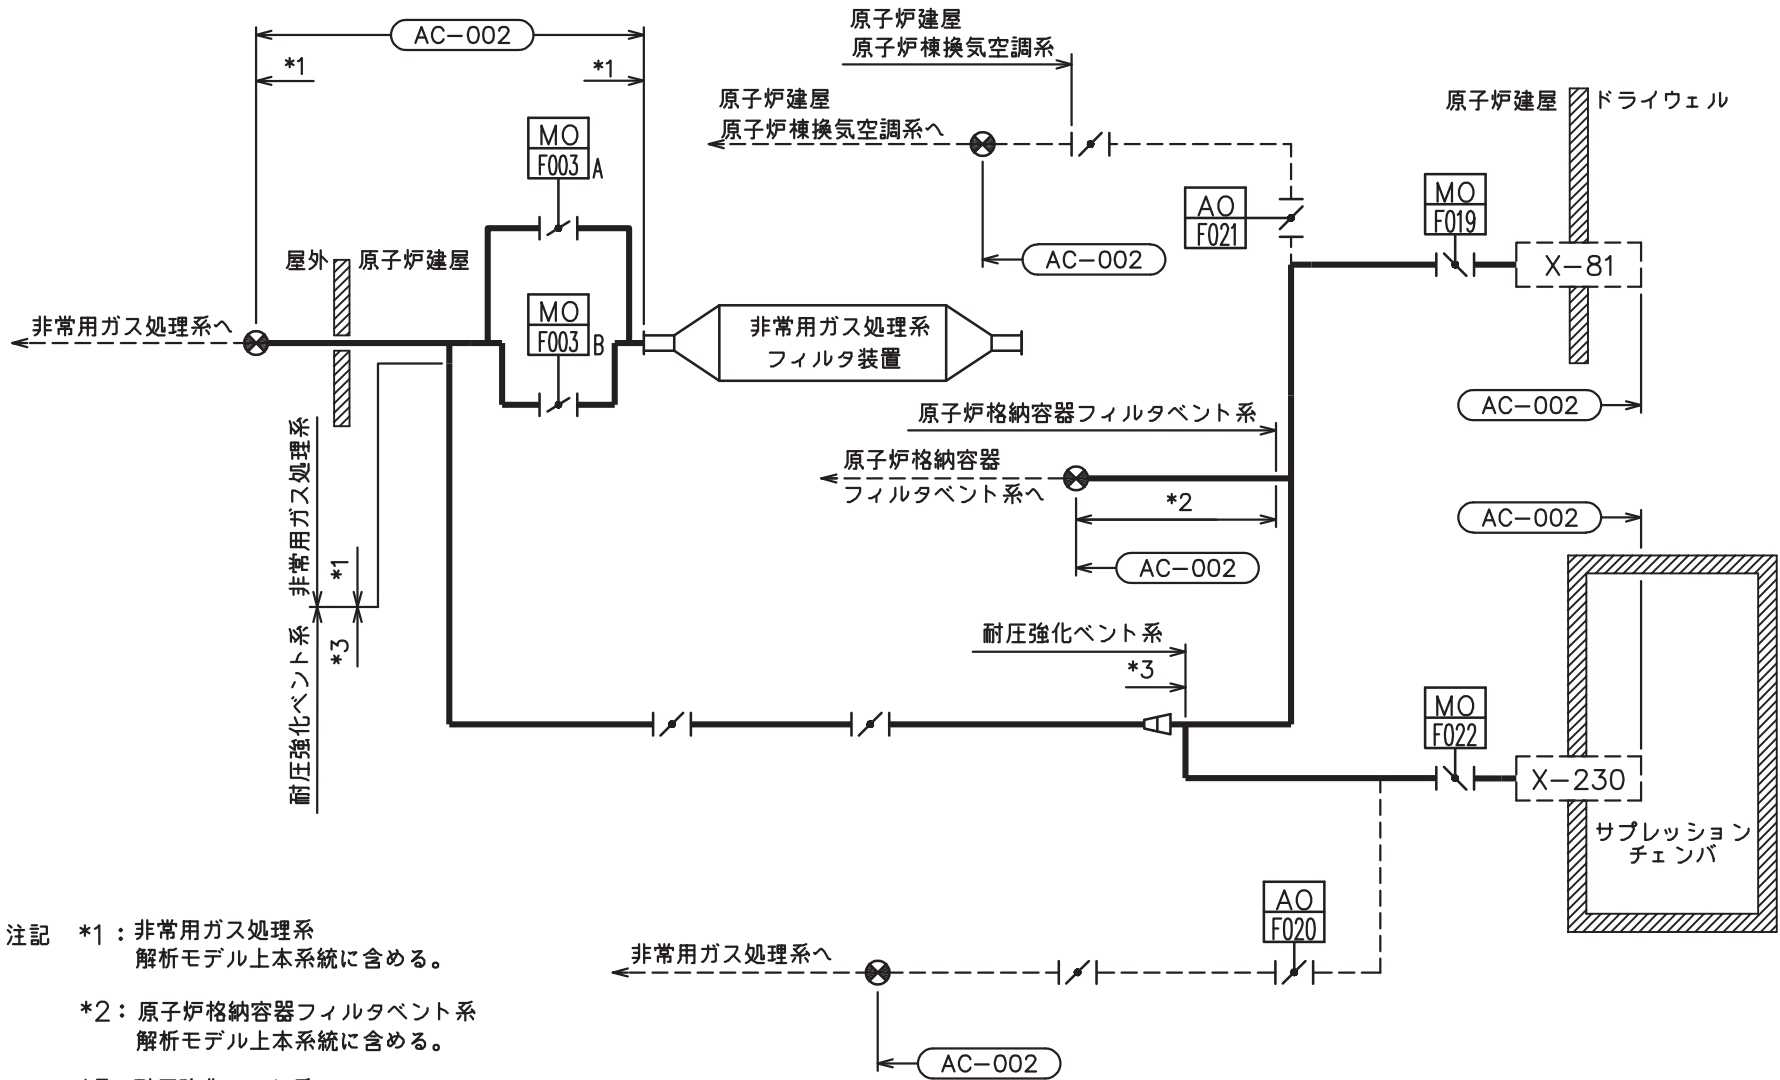 AC-002
*1
*1
原子炉建屋
原子炉棟換気空調系
原子炉建屋
原子炉棟換気空調系へ
原子炉建屋
ドライウェル
MO
F003
A
AO
F021
MO
F019
AC-002
X-81
屋外
原子炉建屋
MO
F003
B
非常用ガス処理系へ
非常用ガス処理系
フィルタ装置
AC-002
原子炉格納容器フィルタベント系
原子炉格納容器
フィルタベント系へ
*2
AC-002
AC-002
非常用ガス処理系
*1
耐圧強化ベント系
*3
耐圧強化ベント系
*3
MO
F022
X-230
サプレッション
チェンバ
AO
F020
非常用ガス処理系へ
AC-002
注記 *1：非常用ガス処理系
解析モデル上本系統に含める。
*2：原子炉格納容器フィルタベント系
解析モデル上本系統に含める。